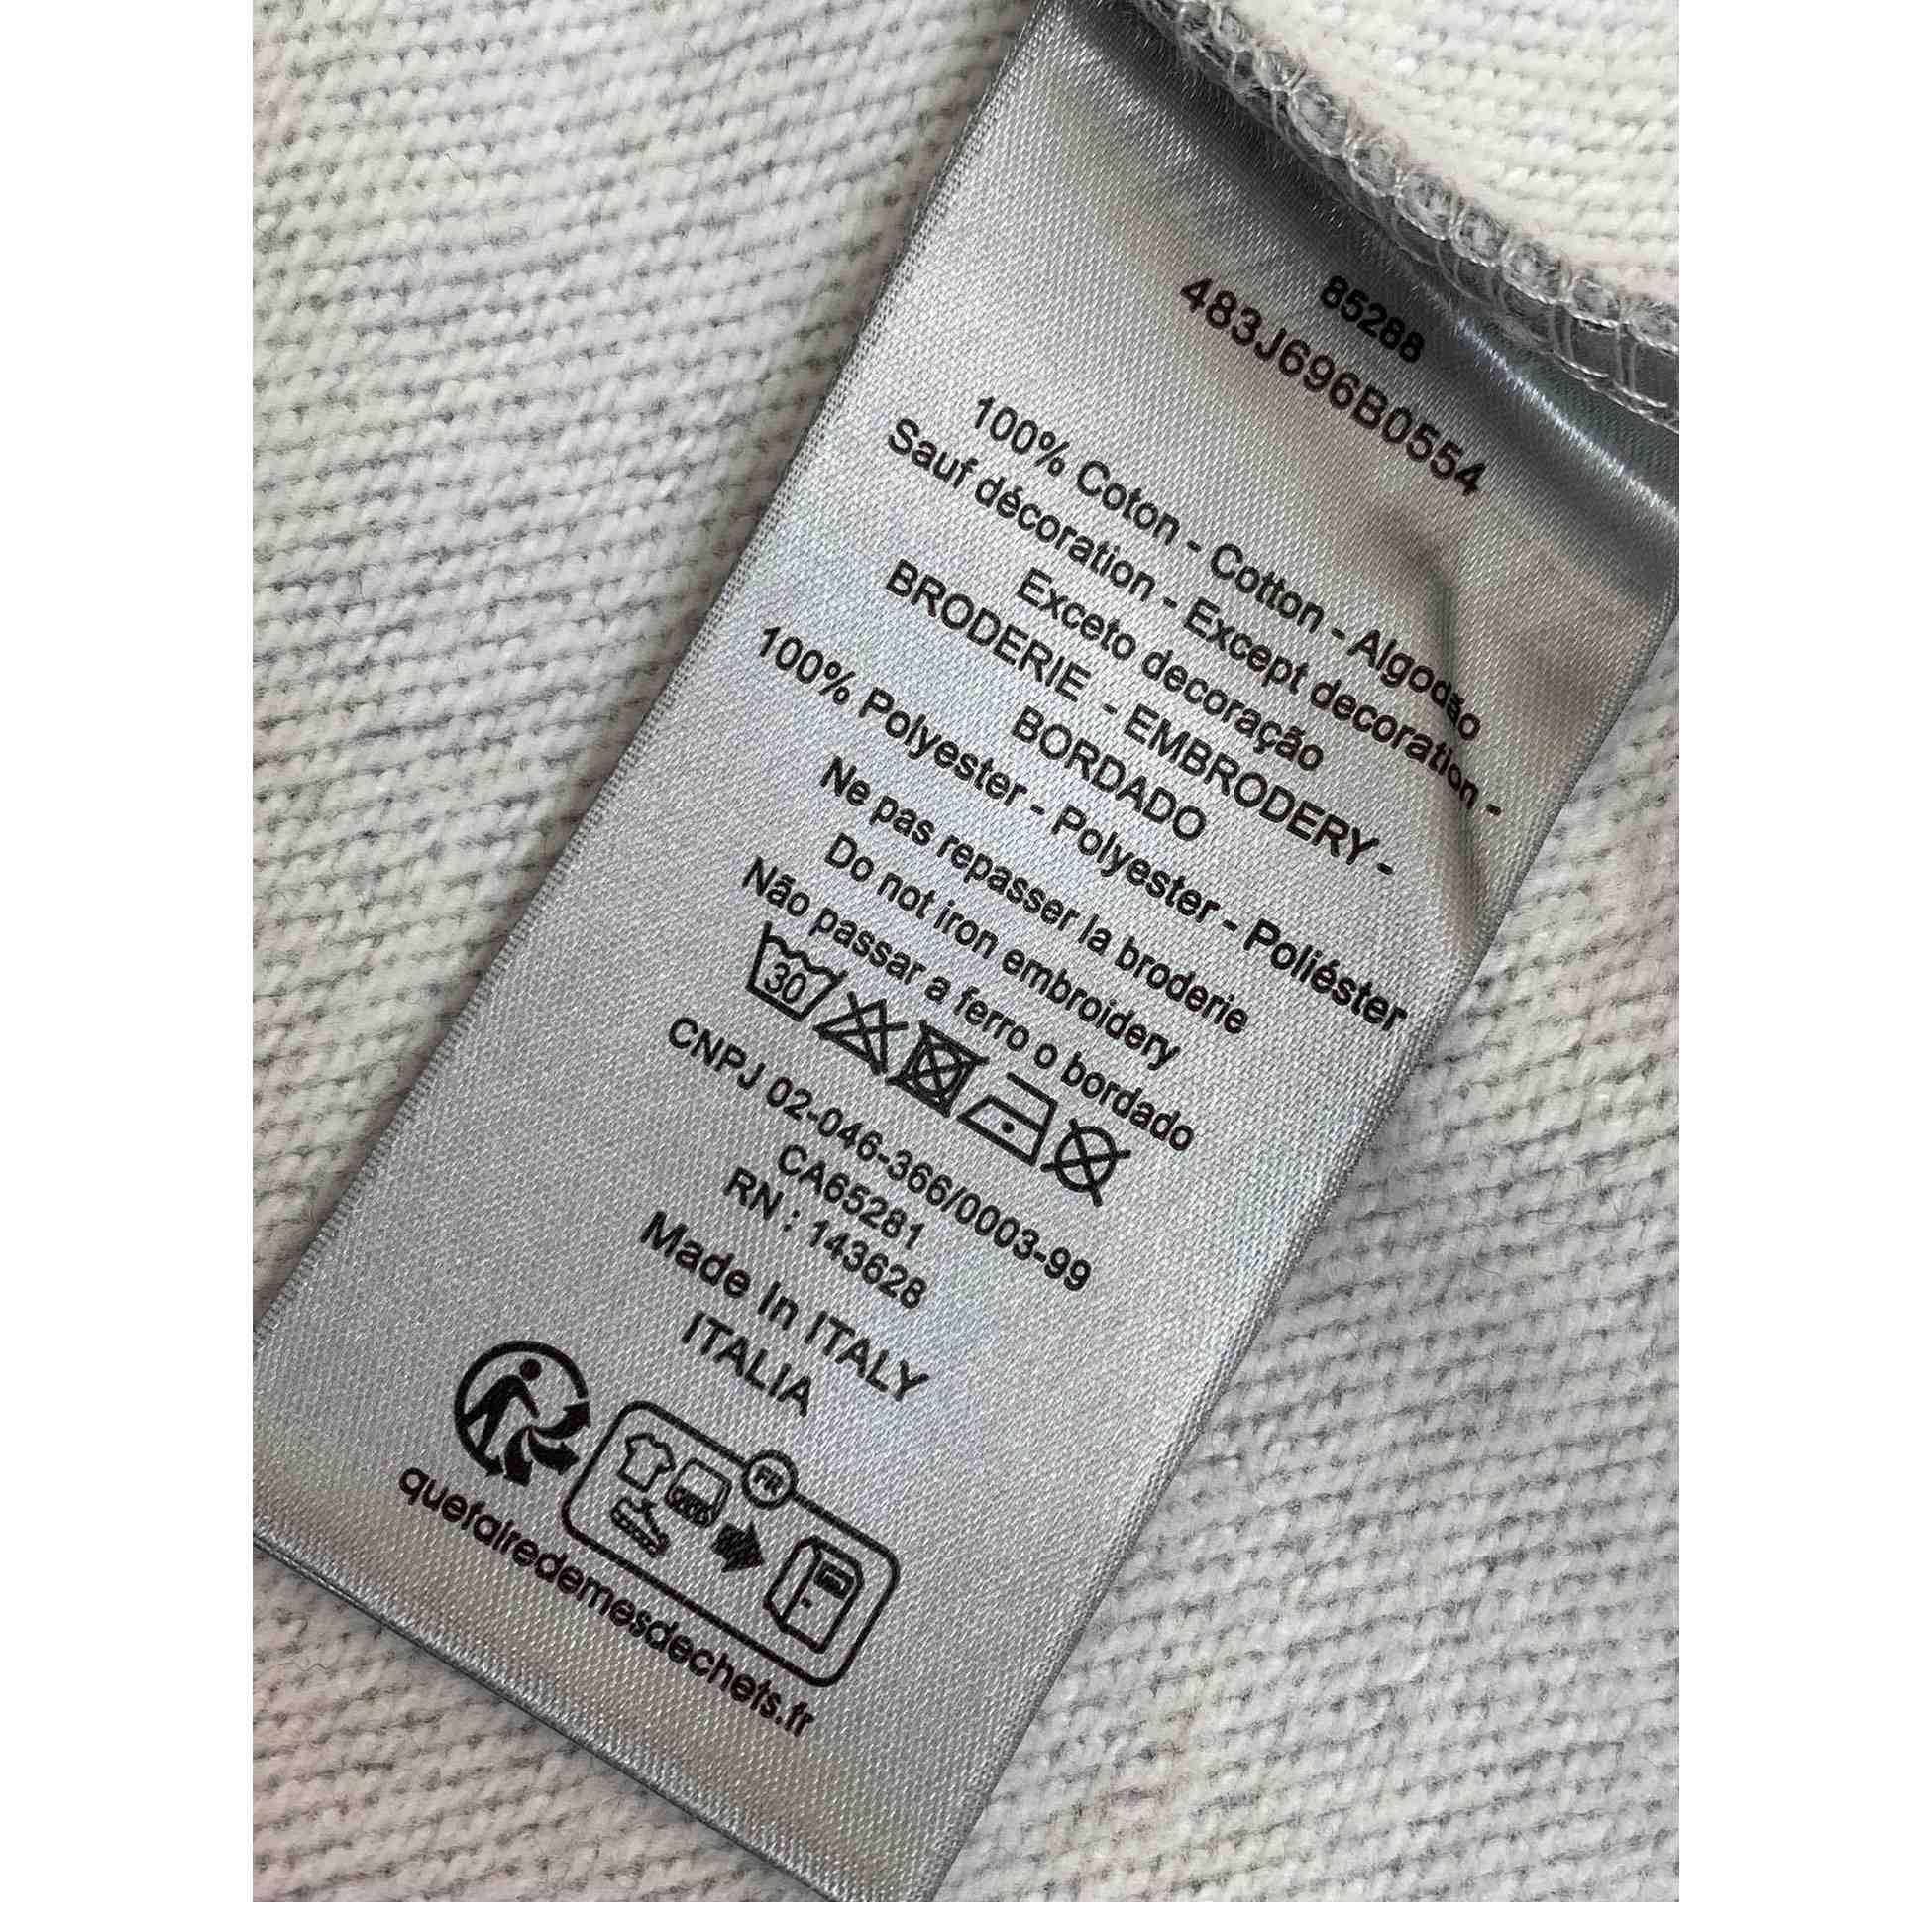 85288
483J696B0554
100% Coton - Cotton - Algodão
Sauf décoration - Except decoration -
Exceto decoração
BRODERIE - EMBRODERY -
BORDADO
100% Polyester - Polyester - Poliéster
Ne pas repasser la broderie
Do not iron embroidery
Não passar a ferro o bordado
30
CNPJ 02-046-366/0003-99
CA65281
RN : 143628
Made In ITALY
ITALIA
FR
quefairedemesdechets.fr